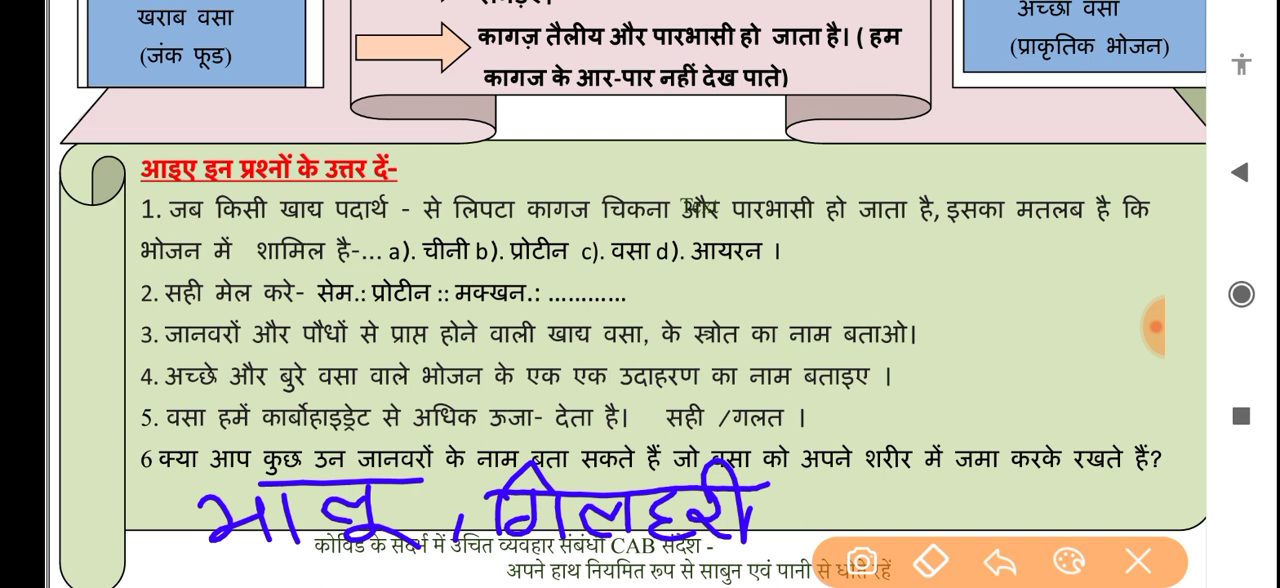 खराब वसा
(जंक फूड)
कागज़ तैलीय और पारभासी हो जाता है। ( हम
कागज के आर-पार नहीं देख पाते)
अच्छा वसा
(प्राकृतिक भोजन)
आइए इन प्रश्नों के उत्तर दें-
1. जब किसी खाद्य पदार्थ - से लिपटा कागज चिकना और पारभासी हो जाता है, इसका मतलब है कि
भोजन में शामिल है-... a). चीनी b). प्रोटीन c). वसा d). आयरन ।
2. सही मेल करे- सेम.: प्रोटीन :: मक्खन.: ............
3. जानवरों और पौधों से प्राप्त होने वाली खाद्य वसा, के स्त्रोत का नाम बताओ।
4. अच्छे और बुरे वसा वाले भोजन के एक एक उदाहरण का नाम बताइए ।
5. वसा हमें कार्बोहाइड्रेट से अधिक ऊजा- देता है। सही /गलत ।
6 क्या आप कुछ उन जानवरों के नाम बता सकते हैं जो वसा को अपने शरीर में जमा करके रखते हैं?
भालू , गिलहरी
कोविड के संदर्भ में उचित व्यवहार संबंधी CAB संदेश -
अपने हाथ नियमित रूप से साबुन एवं पानी से धोते रहें